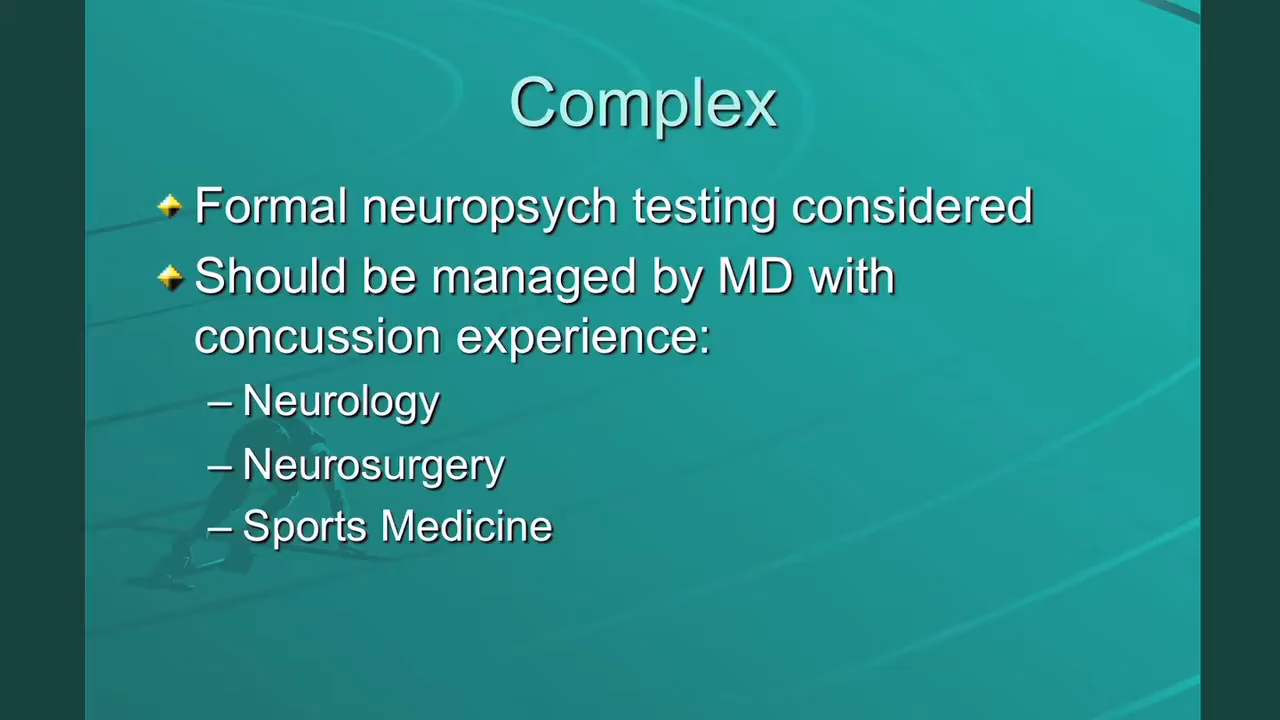 Complex
Formal neuropsych testing considered
Should be managed by MD with
concussion experience:
– Neurology
– Neurosurgery
– Sports Medicine